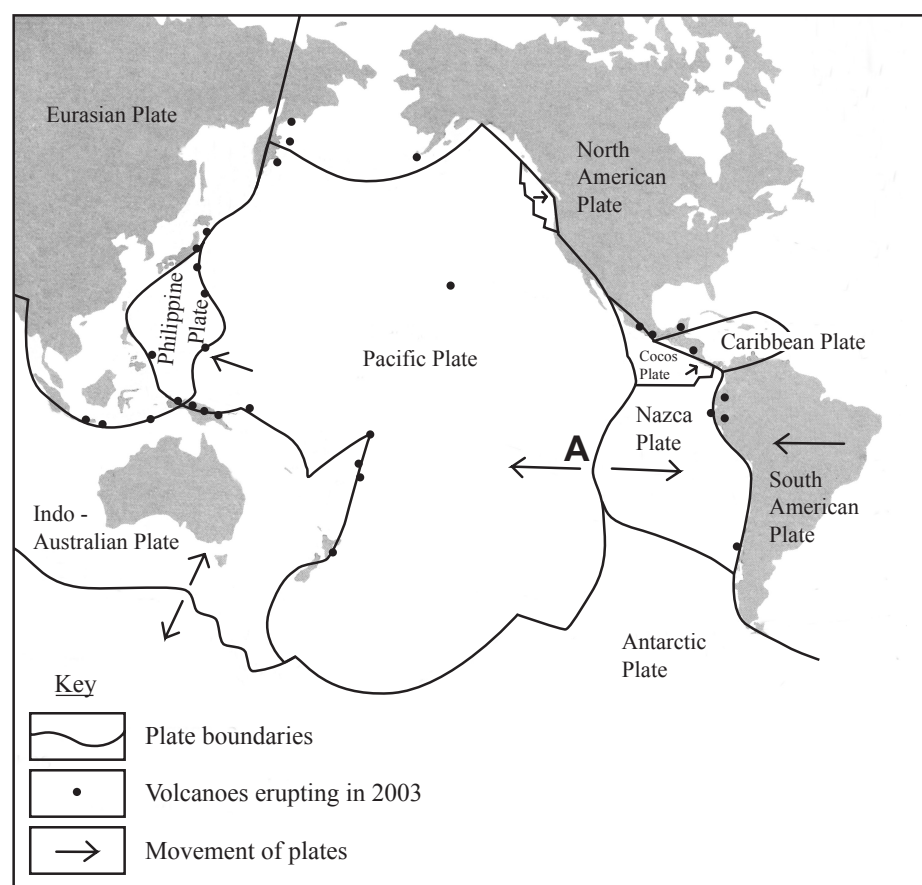 Eurasian Plate
North
American
Plate
Philippine
Plate
Pacific Plate
Caribbean Plate
Cocos
Plate
Nazca
Plate
A
South
American
Plate
Indo -
Australian Plate
Antarctic
Plate
Key
Plate boundaries
Volcanoes erupting in 2003
Movement of plates